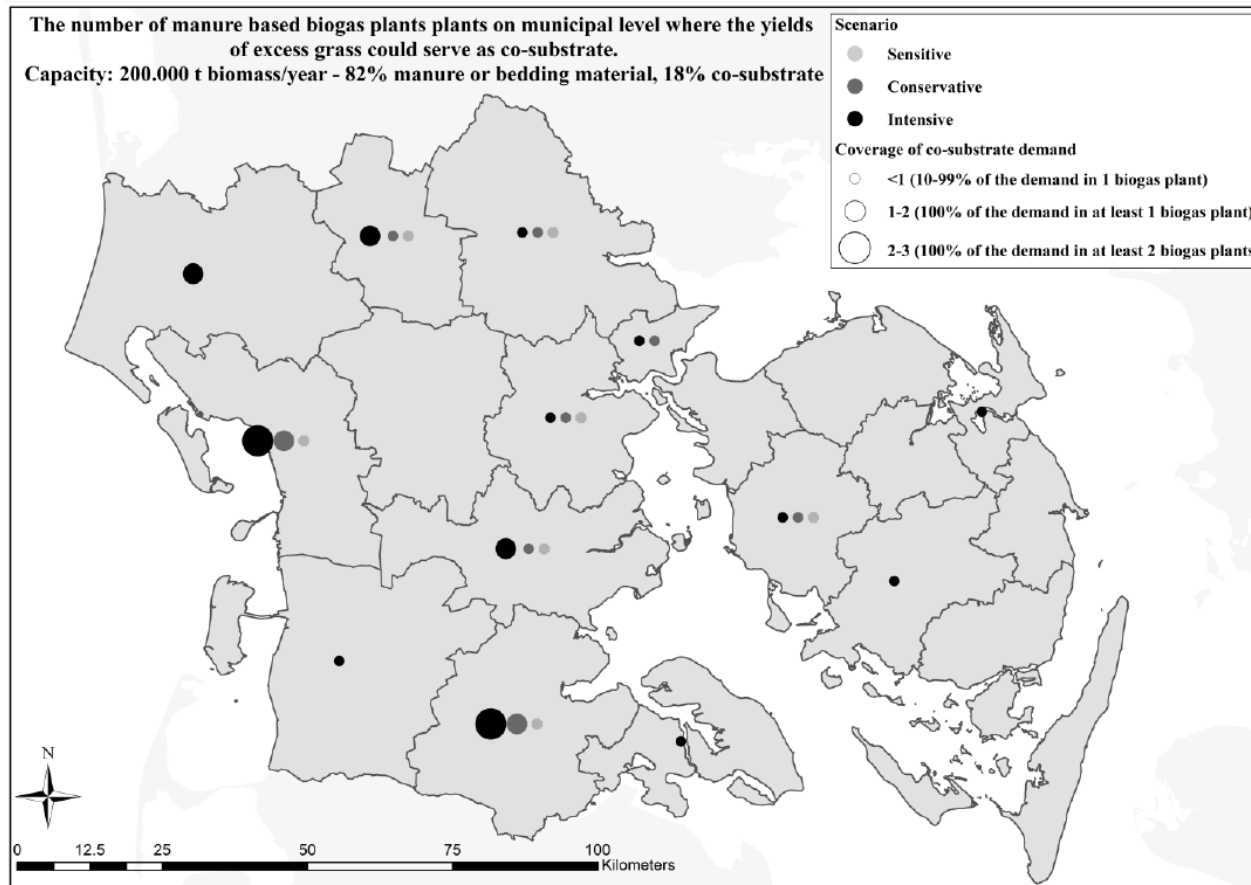 The number of manure based biogas plants plants on municipal level where the yields
of excess grass could serve as co-substrate.
Capacity: 200.000 t biomass/year - 82% manure or bedding material, 18% co-substrate
Scenario
Sensitive
Conservative
Intensive
Coverage of co-substrate demand
<1 (10-99% of the demand in 1 biogas plant)
1-2 (100% of the demand in at least 1 biogas plant)
2-3 (100% of the demand in at least 2 biogas plants
N
0 12.5 25 50 75 100
Kilometers